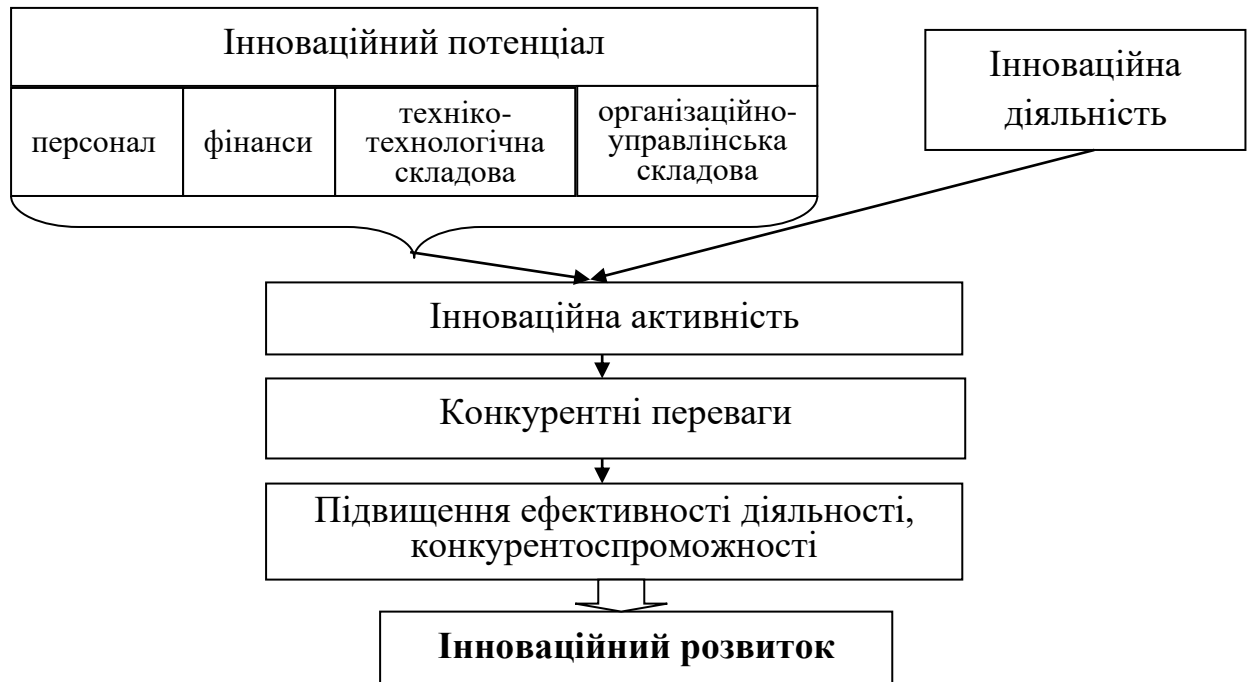 Інноваційний потенціал
персонал
фінанси
техніко-
технологічна
складова
організаційно-
управлінська
складова
Інноваційна
діяльність
Інноваційна активність
Конкурентні переваги
Підвищення ефективності діяльності,
конкурентоспроможності
Інноваційний розвиток